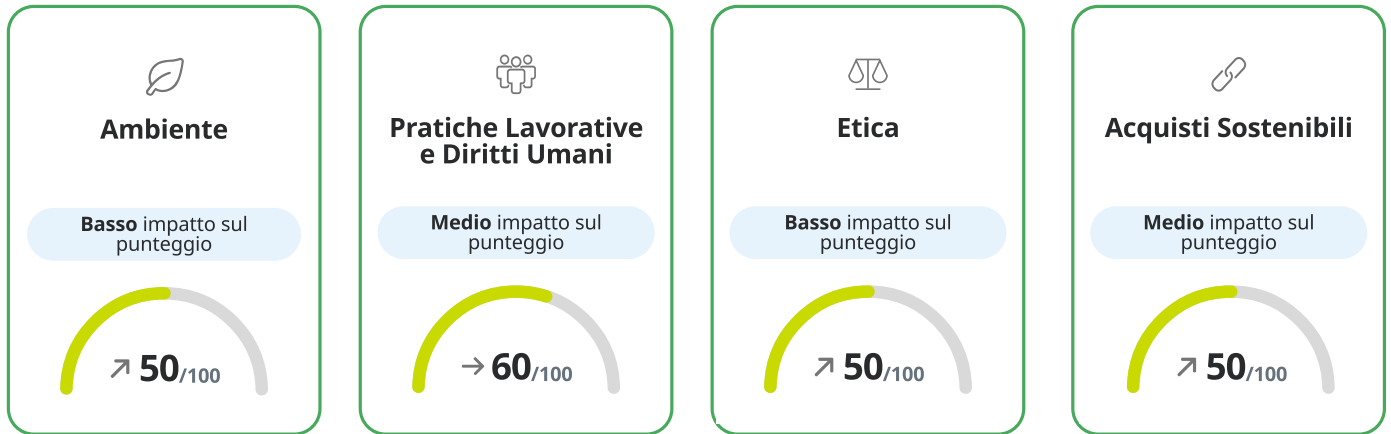 Ambiente
Basso impatto sul
punteggio
50/100
Pratiche Lavorative
e Diritti Umani
Medio impatto sul
punteggio
60/100
Etica
Basso impatto sul
punteggio
50/100
Acquisti Sostenibili
Medio impatto sul
punteggio
50/100